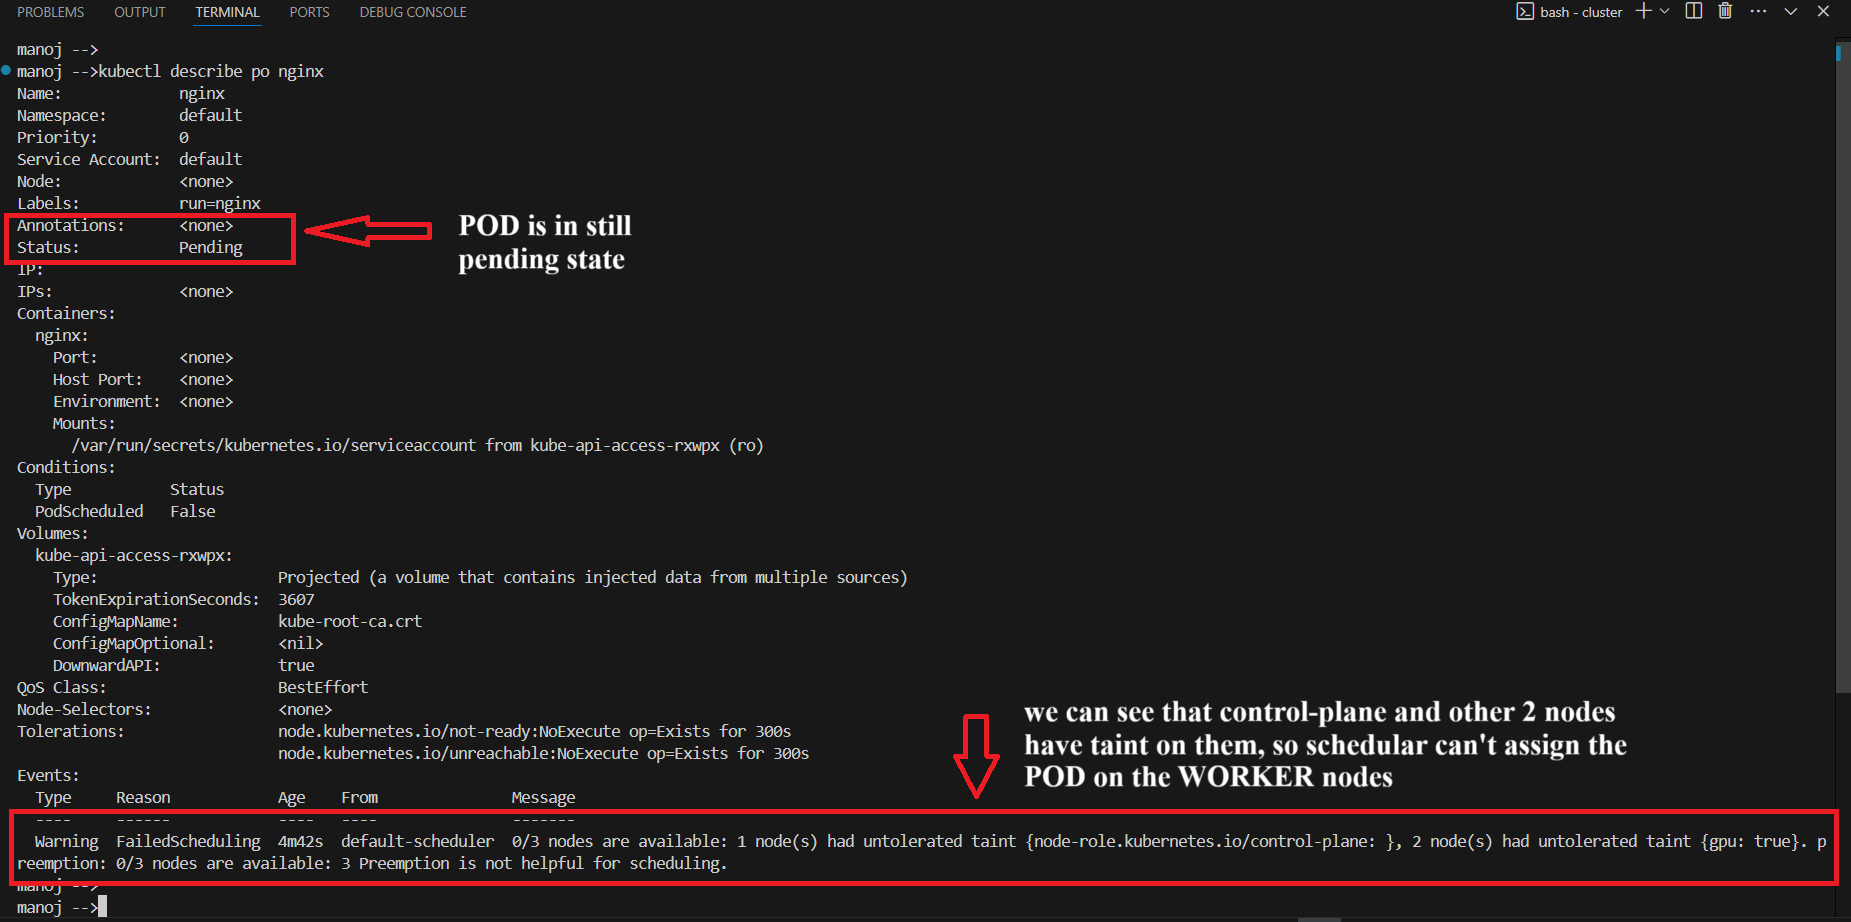 PROBLEMS OUTPUT TERMINAL PORTS DEBUG CONSOLE bash - cluster
manoj -->
manoj -->kubectl describe po nginx
Name: nginx
Namespace: default
Priority: 0
Service Account: default
Node: <none>
Labels: run=nginx
Annotations: <none>
Status: Pending
POD is in still
pending state
IP:
IPs: <none>
Containers:
nginx:
Port: <none>
Host Port: <none>
Environment: <none>
Mounts:
/var/run/secrets/kubernetes.io/serviceaccount from kube-api-access-rxwpx (ro)
Conditions:
Type Status
PodScheduled False
Volumes:
kube-api-access-rxwpx:
Type: Projected (a volume that contains injected data from multiple sources)
TokenExpirationSeconds: 3607
ConfigMapName: kube-root-ca.crt
ConfigMapOptional: <nil>
DownwardAPI: true
QoS Class: BestEffort
Node-Selectors: <none>
Tolerations: node.kubernetes.io/not-ready:NoExecute op=Exists for 300s
node.kubernetes.io/unreachable:NoExecute op=Exists for 300s
we can see that control-plane and other 2 nodes
have taint on them, so schedular can't assign the
POD on the WORKER nodes
Events:
Type Reason Age From Message
---- ------ ---- ---- -------
Warning FailedScheduling 4m42s default-scheduler 0/3 nodes are available: 1 node(s) had untolerated taint {node-role.kubernetes.io/control-plane: }, 2 node(s) had untolerated taint {gpu: true}. p
reemption: 0/3 nodes are available: 3 Preemption is not helpful for scheduling.
manoj -->
manoj -->